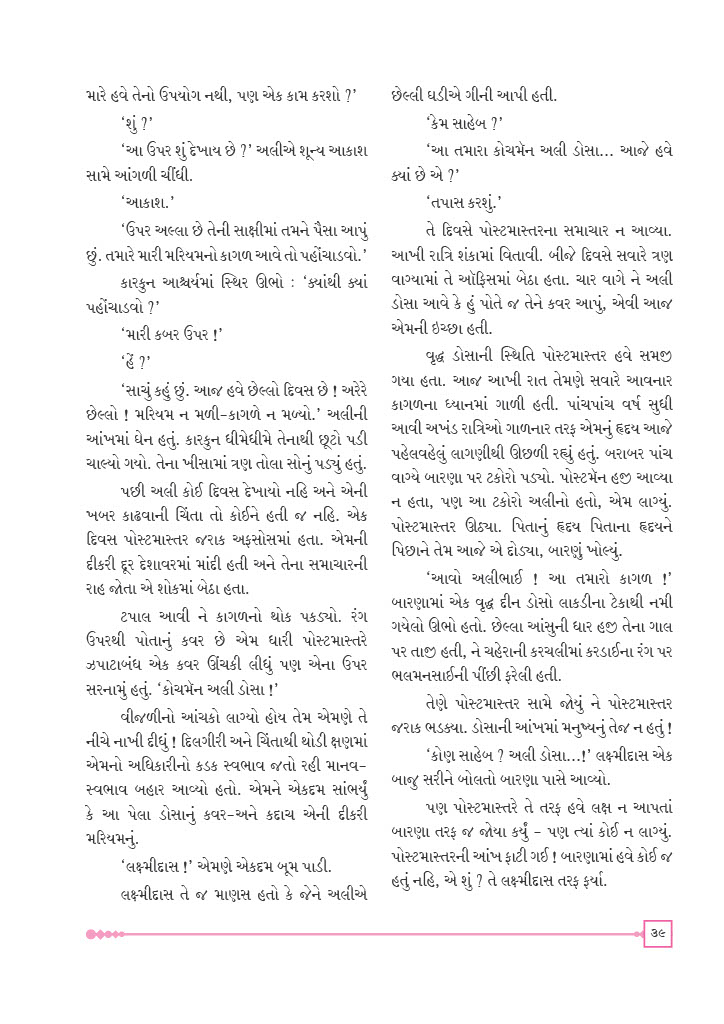 મારે હવે તેનો ઉપયોગ નથી, પણ એક કામ કરશો ?’
‘શું ?’
‘આ ઉપર શું દેખાય છે ?’ અલીએ શૂન્ય આકાશ
સામે આંગળી ચીંધી.
‘આકાશ.’
‘ઉપર અલ્લા છે તેની સાક્ષીમાં તમને પૈસા આપું
છું. તમારે મારી મરિયમનો કાગળ આવે તો પહોંચાડવો.’
કારકુન આશ્ચર્યમાં સ્થિર ઊભો : ‘ક્યાંથી ક્યાં
પહોંચાડવો ?’
‘મારી કબર ઉપર !’
‘હેં ?’
‘સાચું કહું છું. આજ હવે છેલ્લો દિવસ છે ! અરેરે
છેલ્લો ! મરિયમ ન મળી-કાગળે ન મળ્યો.’ અલીની
આંખમાં ઘેન હતું. કારકુન ધીમેધીમે તેનાથી છૂટો પડી
ચાલ્યો ગયો. તેના ખીસામાં ત્રણ તોલા સોનું પડ્યું હતું.
પછી અલી કોઈ દિવસ દેખાયો નહિ અને એની
ખબર કાઢવાની ચિંતા તો કોઈને હતી જ નહિ. એક
દિવસ પોસ્ટમાસ્તર જરાક અફસોસમાં હતા. એમની
દીકરી દૂર દેશાવરમાં માંદી હતી અને તેના સમાચારની
રાહ જોતા એ શોકમાં બેઠા હતા.
ટપાલ આવી ને કાગળનો થોક પકડ્યો. રંગ
ઉપરથી પોતાનું કવર છે એમ ધારી પોસ્ટમાસ્તરે
ઝપાટાબંધ એક કવર ઊંચકી લીધું પણ એના ઉપર
સરનામું હતું. ‘કોચમૅન અલી ડોસા !’
વીજળીનો આંચકો લાગ્યો હોય તેમ એમણે તે
નીચે નાખી દીધું ! દિલગીરી અને ચિંતાથી થોડી ક્ષણમાં
એમનો અધિકારીનો કડક સ્વભાવ જતો રહી માનવ-
સ્વભાવ બહાર આવ્યો હતો. એમને એકદમ સાંભર્યું
કે આ પેલા ડોસાનું કવર-અને કદાચ એની દીકરી
મરિયમનું.
‘લક્ષ્મીદાસ !’ એમણે એકદમ બૂમ પાડી.
લક્ષ્મીદાસ તે જ માણસ હતો કે જેને અલીએ
છેલ્લી ઘડીએ ગીની આપી હતી.
‘કેમ સાહેબ ?’
‘આ તમારા કોચમૅન અલી ડોસા... આજે હવે
ક્યાં છે એ ?’
‘તપાસ કરશું.’
તે દિવસે પોસ્ટમાસ્તરના સમાચાર ન આવ્યા.
આખી રાત્રિ શંકામાં વિતાવી. બીજે દિવસે સવારે ત્રણ
વાગ્યામાં તે ઑફિસમાં બેઠા હતા. ચાર વાગે ને અલી
ડોસા આવે કે હું પોતે જ તેને કવર આપું, એવી આજ
એમની ઇચ્છા હતી.
વૃદ્ધ ડોસાની સ્થિતિ પોસ્ટમાસ્તર હવે સમજી
ગયા હતા. આજ આખી રાત તેમણે સવારે આવનાર
કાગળના ધ્યાનમાં ગાળી હતી. પાંચપાંચ વર્ષ સુધી
આવી અખંડ રાત્રિઓ ગાળનાર તરફ એમનું હૃદય આજે
પહેલવહેલું લાગણીથી ઊછળી રહ્યું હતું. બરાબર પાંચ
વાગ્યે બારણા પર ટકોરો પડ્યો. પોસ્ટમૅન હજી આવ્યા
ન હતા, પણ આ ટકોરો અલીનો હતો, એમ લાગ્યું.
પોસ્ટમાસ્તર ઊઠ્યા. પિતાનું હૃદય પિતાના હૃદયને
પિછાને તેમ આજે એ દોડ્યા, બારણું ખોલ્યું.
‘આવો અલીભાઈ ! આ તમારો કાગળ !’
બારણામાં એક વૃદ્ધ દીન ડોસો લાકડીના ટેકાથી નમી
ગયેલો ઊભો હતો. છેલ્લા આંસુની ધાર હજી તેના ગાલ
પર તાજી હતી, ને ચહેરાની કરચલીમાં કરડાઈના રંગ પર
ભલમનસાઈની પીંછી ફરેલી હતી.
તેણે પોસ્ટમાસ્તર સામે જોયું ને પોસ્ટમાસ્તર
જરાક ભડક્યા. ડોસાની આંખમાં મનુષ્યનું તેજ ન હતું !
‘કોણ સાહેબ ? અલી ડોસા...!’ લક્ષ્મીદાસ એક
બાજુ સરીને બોલતો બારણા પાસે આવ્યો.
પણ પોસ્ટમાસ્તરે તે તરફ હવે લક્ષ ન આપતાં
બારણા તરફ જ જોયા કર્યું - પણ ત્યાં કોઈ ન લાગ્યું.
પોસ્ટમાસ્તરની આંખ ફાટી ગઈ ! બારણામાં હવે કોઈ જ
હતું નહિ, એ શું ? તે લક્ષ્મીદાસ તરફ ફર્યા.
૩૯